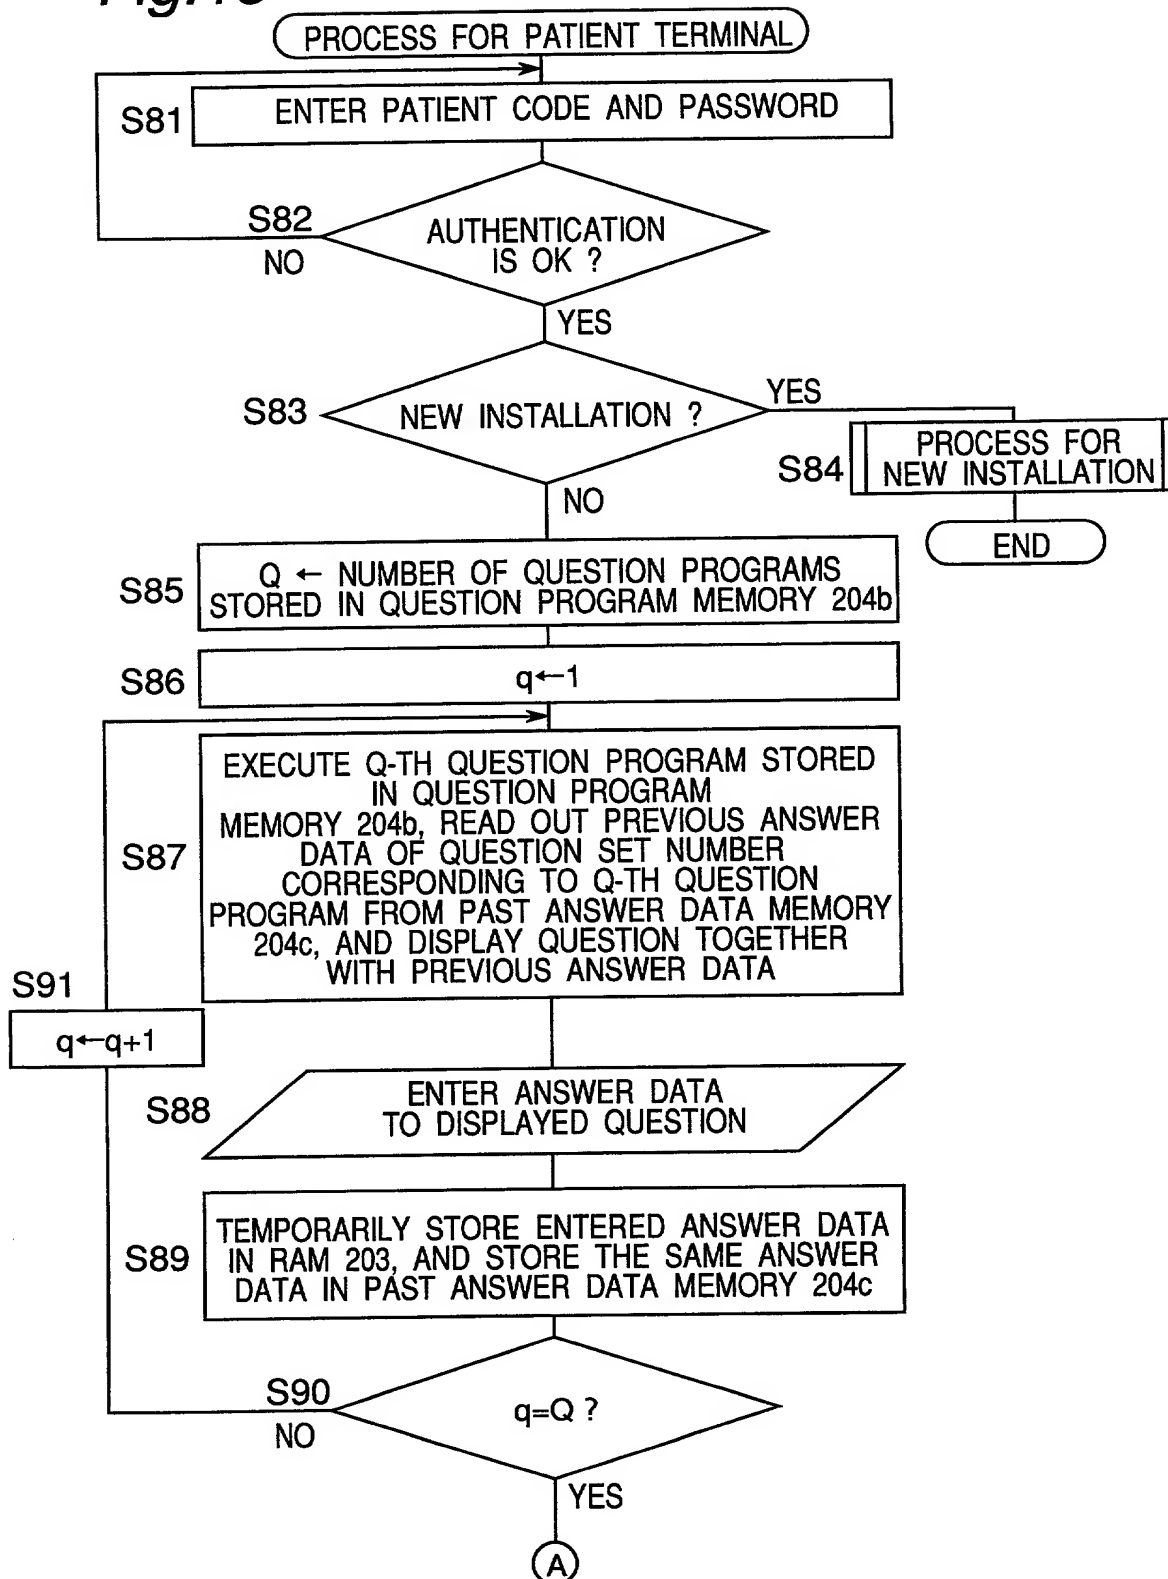 PROCESS FOR PATIENT TERMINAL
S81
ENTER PATIENT CODE AND PASSWORD
S82
AUTHENTICATION
IS OK ?
NO
YES
S83
NEW INSTALLATION ?
YES
S84
PROCESS FOR
NEW INSTALLATION
NO
END
S85
Q ← NUMBER OF QUESTION PROGRAMS
STORED IN QUESTION PROGRAM MEMORY 204b
S86
q←1
S87
EXECUTE Q-TH QUESTION PROGRAM STORED
IN QUESTION PROGRAM
MEMORY 204b, READ OUT PREVIOUS ANSWER
DATA OF QUESTION SET NUMBER
CORRESPONDING TO Q-TH QUESTION
PROGRAM FROM PAST ANSWER DATA MEMORY
204c, AND DISPLAY QUESTION TOGETHER
WITH PREVIOUS ANSWER DATA
S91
q←q+1
S88
ENTER ANSWER DATA
TO DISPLAYED QUESTION
S89
TEMPORARILY STORE ENTERED ANSWER DATA
IN RAM 203, AND STORE THE SAME ANSWER
DATA IN PAST ANSWER DATA MEMORY 204c
S90
q=Q ?
NO
YES
A